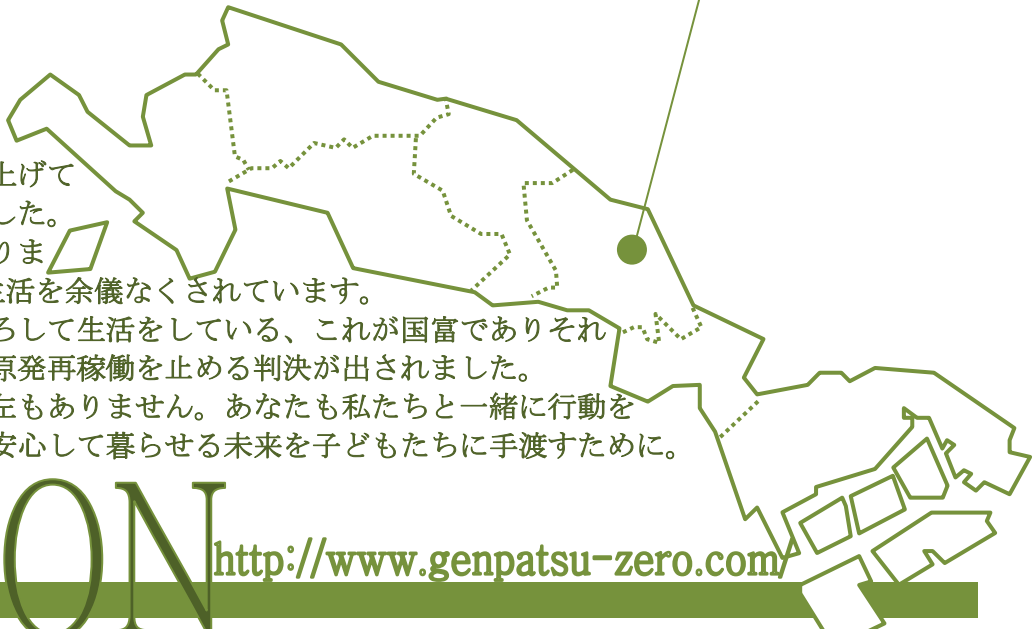 上げて
した。
りま
生活を余儀なくされています。
ろして生活をしている、これが国富でありそれ
原発再稼働を止める判決が出されました。
左もありません。あなたも私たちと一緒に行動を
安心して暮らせる未来を子どもたちに手渡すために。
ON
http://www.genpatsu-zero.com/